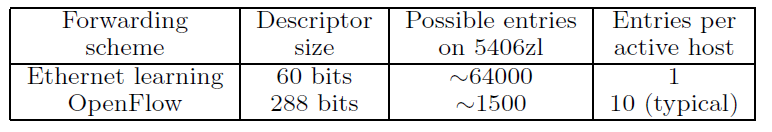 Forwarding Descriptor Possible entries Entries per
scheme size on 5406zl active host
Ethernet learning 60 bits ~64000 1
OpenFlow 288 bits ~1500 10 (typical)